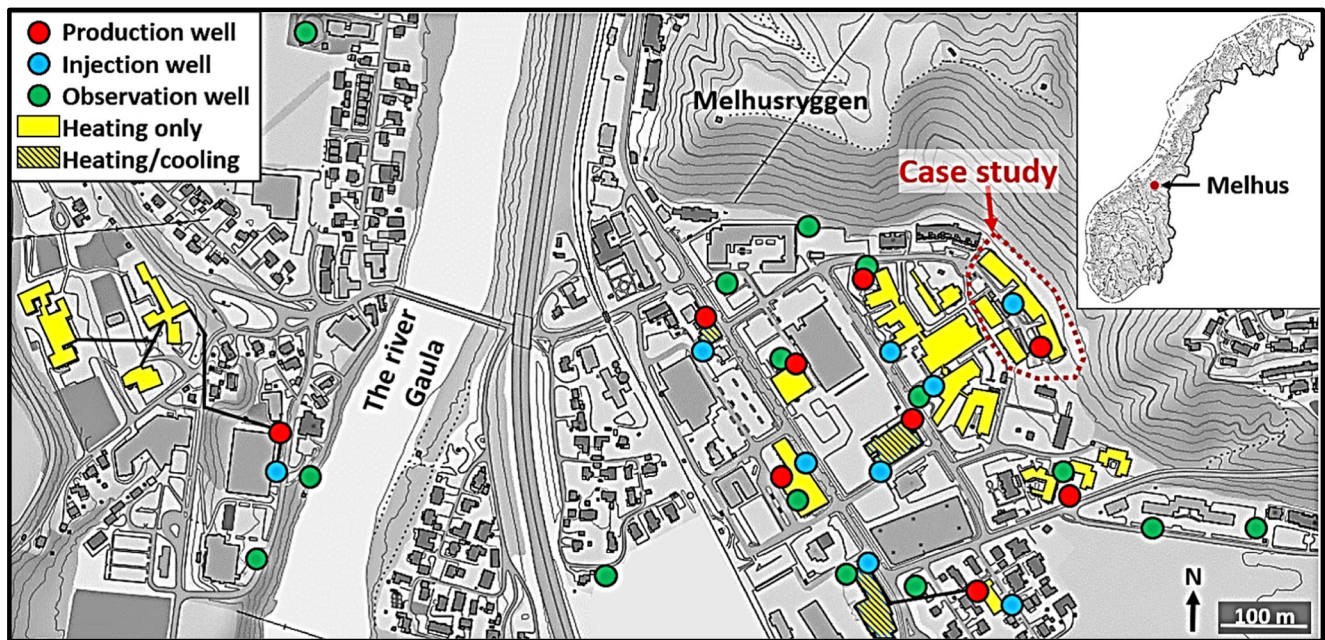 Production well
Injection well
Observation well
Heating only
Heating/cooling
Melhusryggen
Case study
Melhus
The river
Gaula
N
100 m